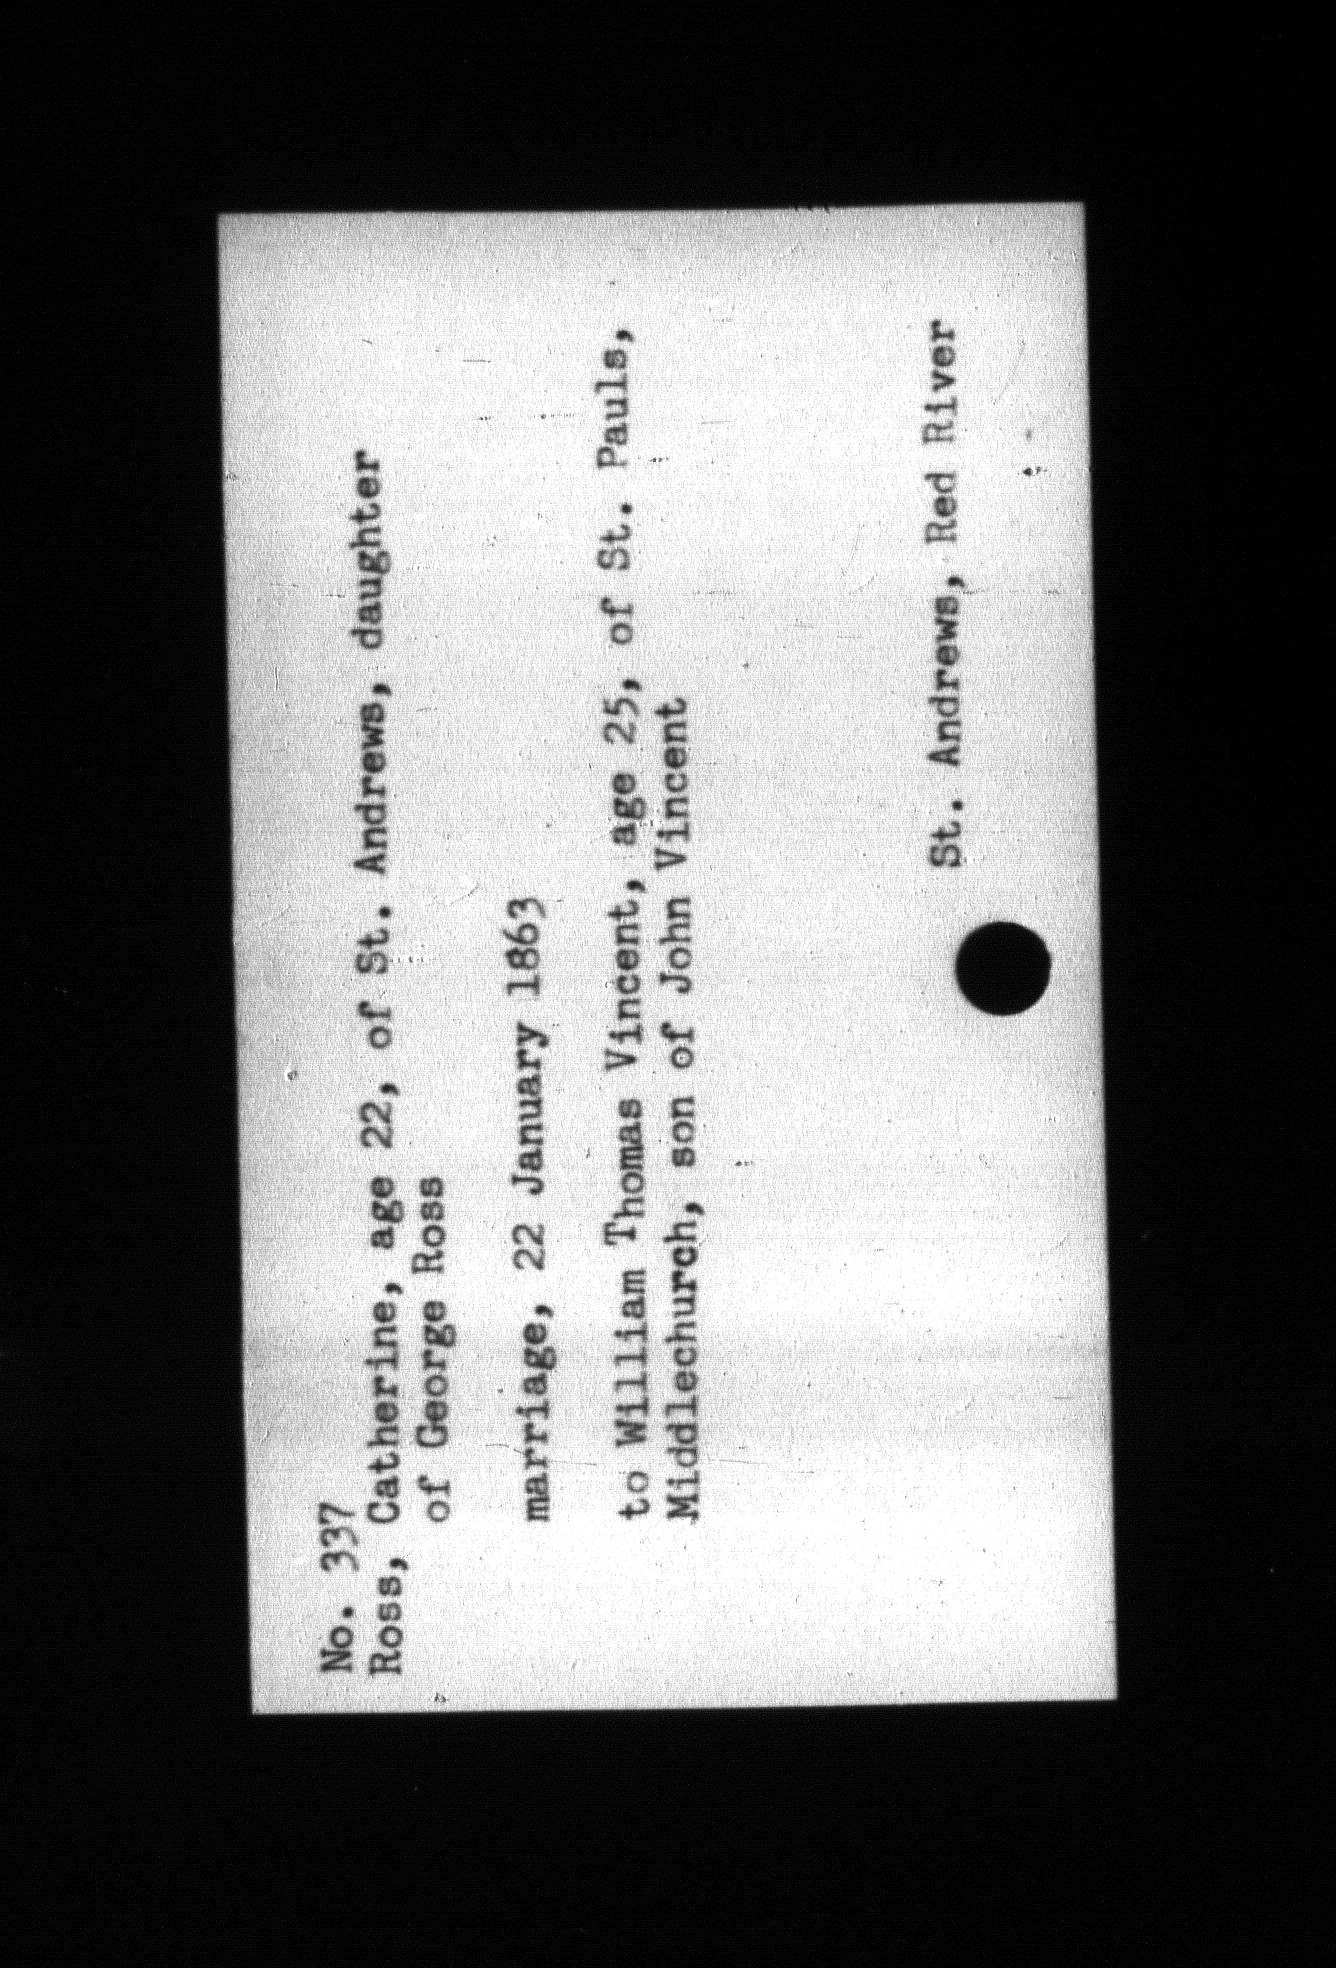 No. 337
Ross, Catherine, age 22, of St. Andrews, daughter
of George Ross
marriage, 22 January 1863
to William Thomas Vincent, age 25, of St. Pauls,
Middlechurch, son of John Vincent
St. Andrews, Red River